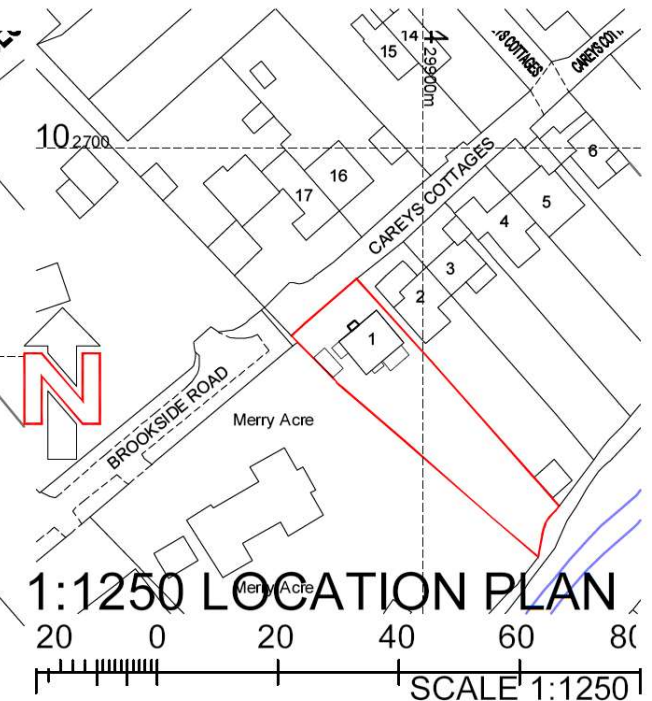 14
15
4 29900m
CAREYS COTTAGES
10 2700
16
17
6
5
4
3
2
1
CAREYS COTTAGES
N
BROOKSIDE ROAD
Merry Acre
Merry Acre
1:1250 LOCATION PLAN
20 0 20 40 60
SCALE 1:1250